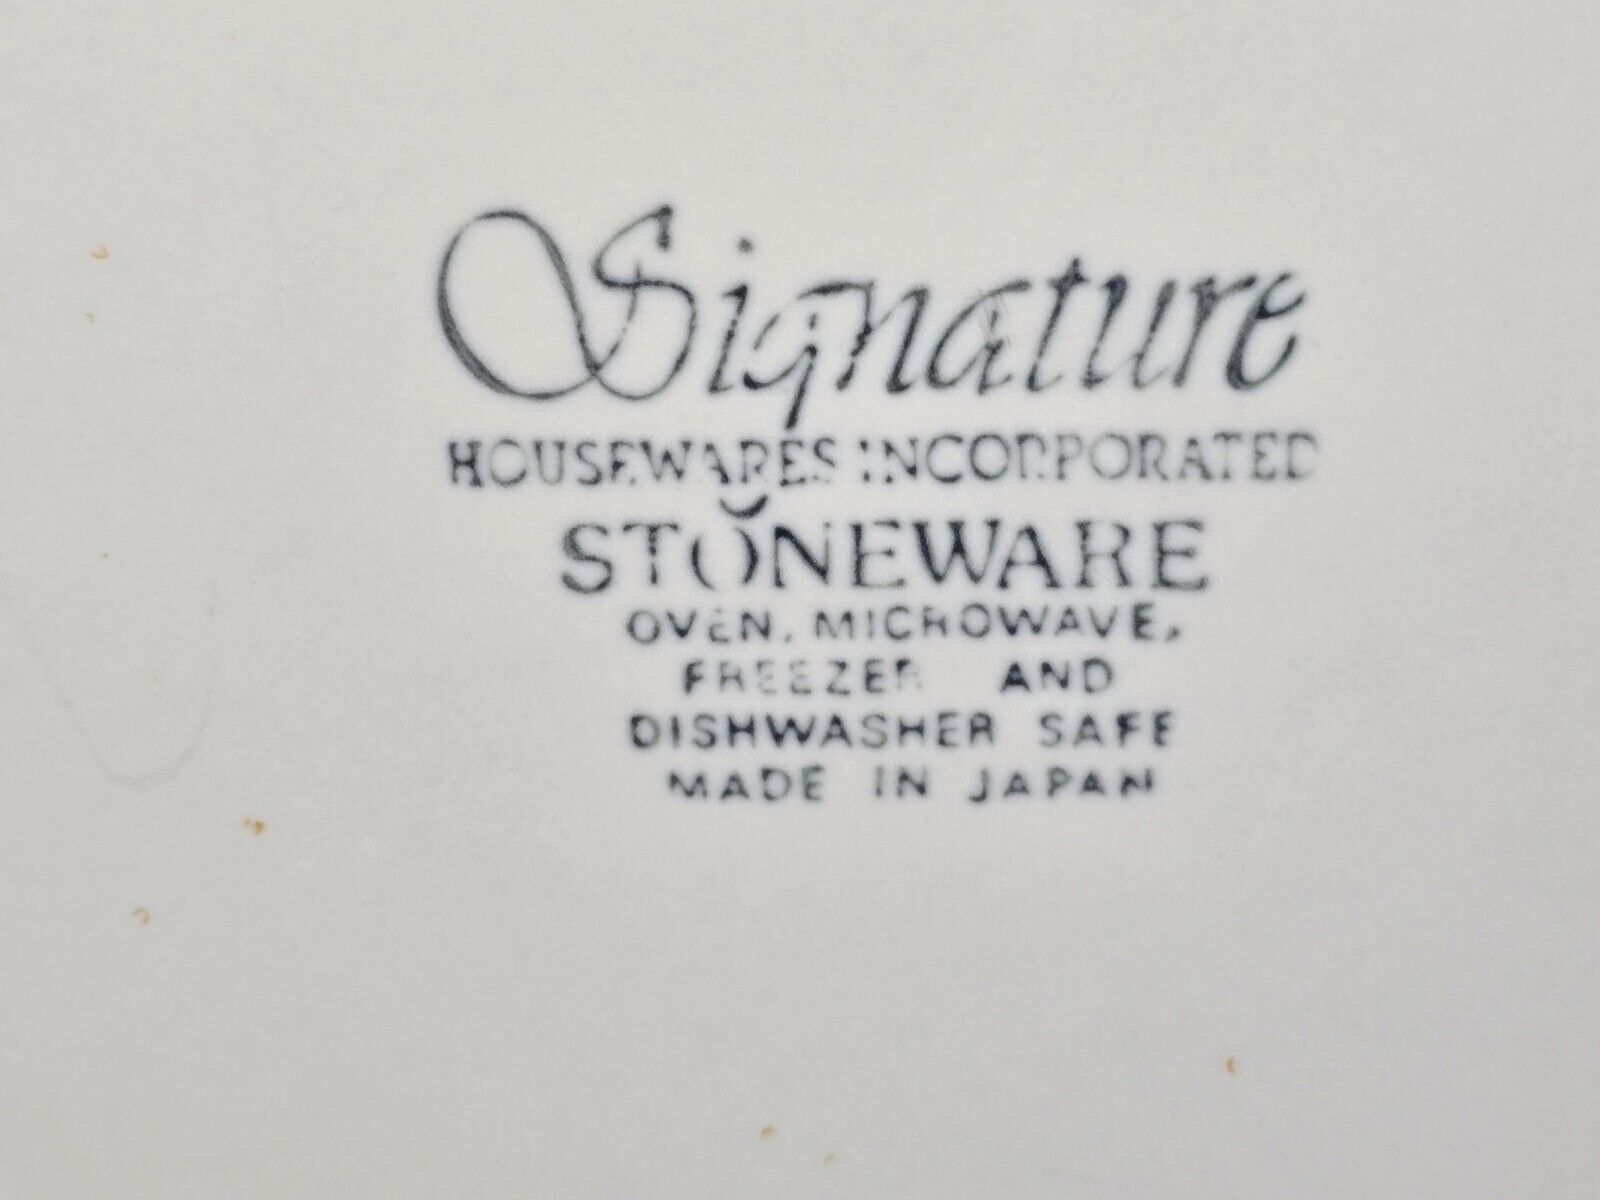 Signature
HOUSEWARES INCORPORATED
STONEWARE
OVEN, MICROWAVE,
FREEZER AND
DISHWASHER SAFE
MADE IN JAPAN